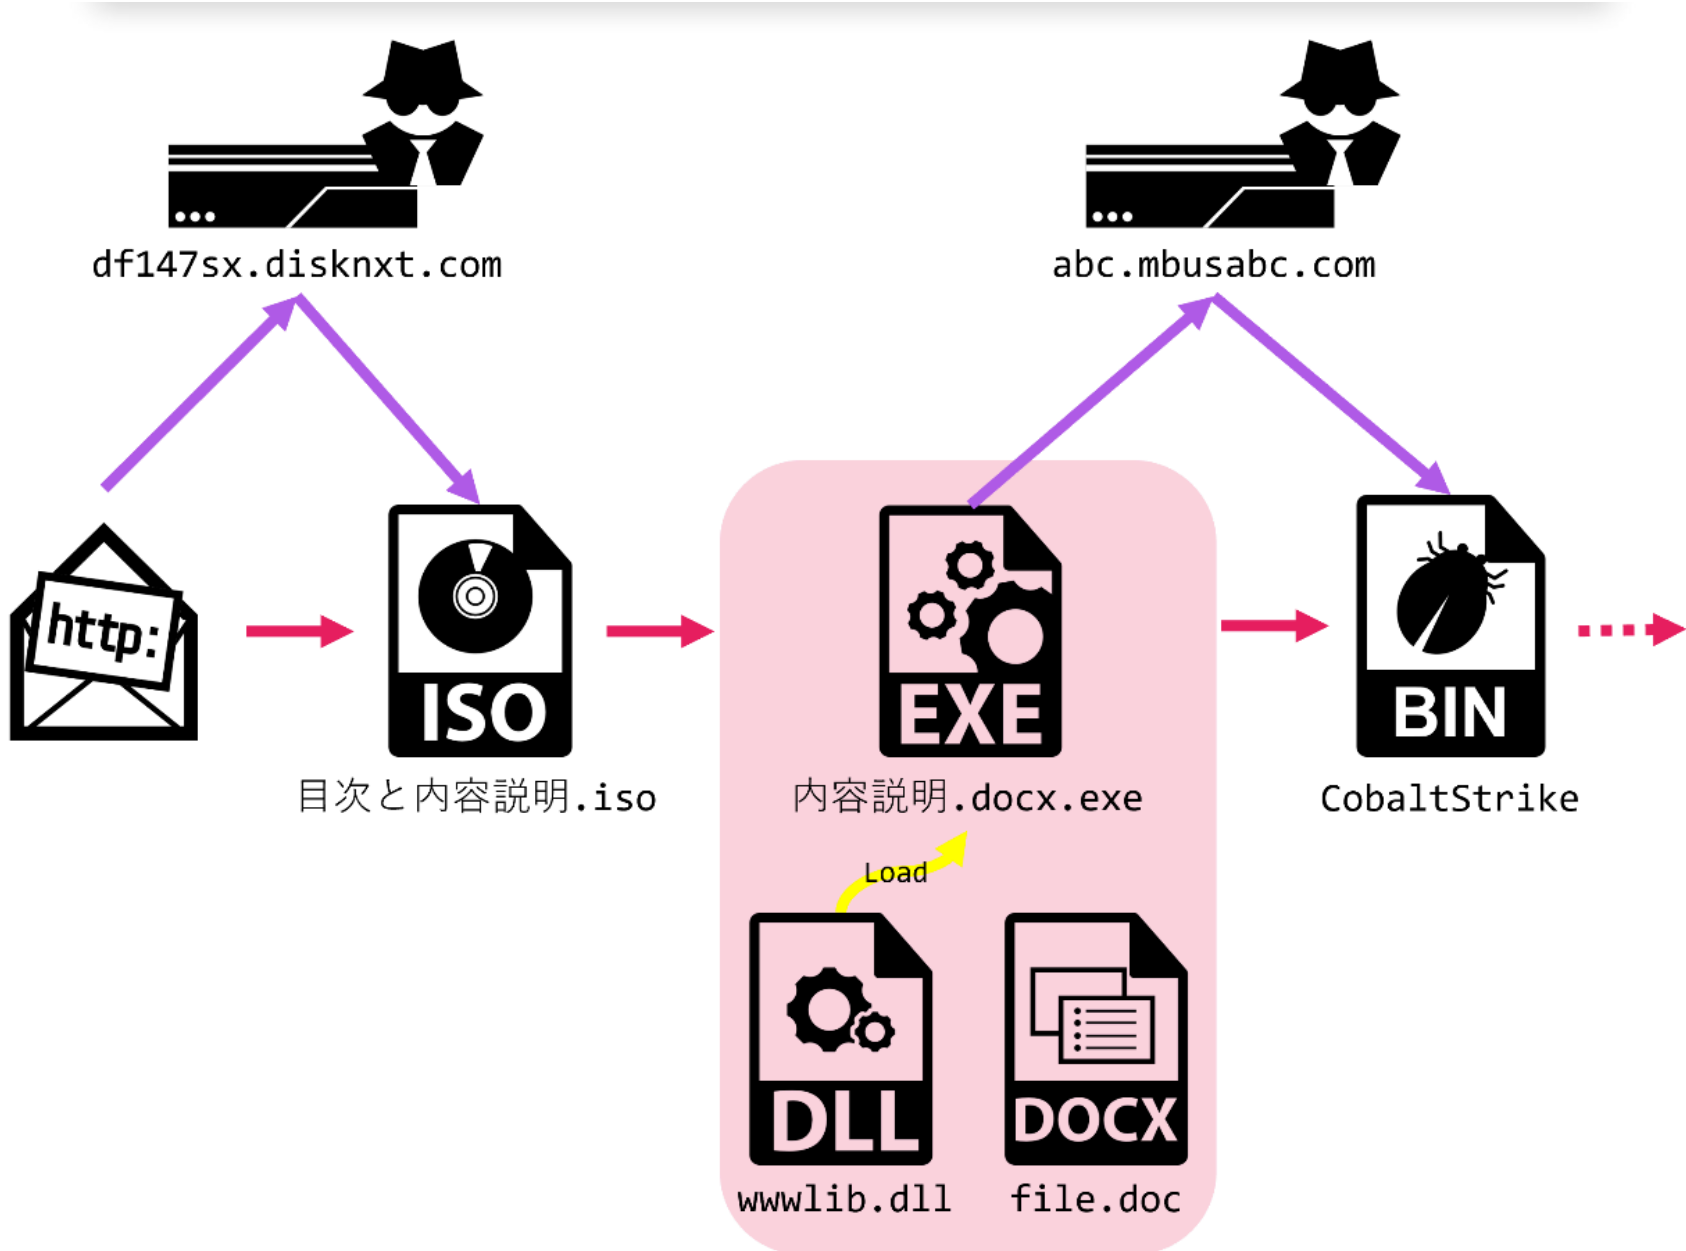 df147sx.disknxt.com
abc.mbusabc.com
http:
ISO
EXE
BIN
目次と内容説明.iso
内容説明.docx.exe
CobaltStrike
Load
DLL
DOCX
wwwlib.dll
file.doc